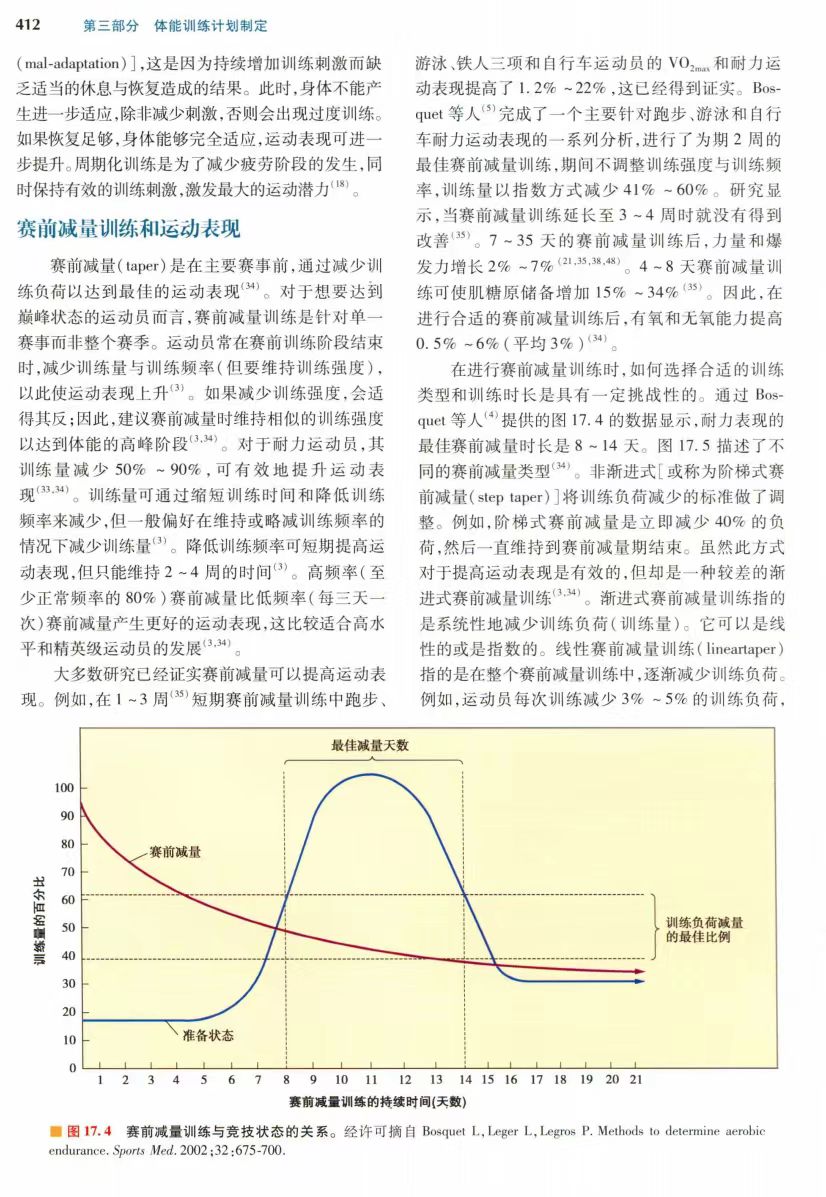 412 第三部分 体能训练计划制定
(mal-adaptation)],这是因为持续增加训练刺激而缺
乏适当的休息与恢复造成的结果。此时,身体不能产
生进一步适应,除非减少刺激,否则会出现过度训练。
如果恢复足够,身体能够完全适应,运动表现可进一
步提升。周期化训练是为了减少疲劳阶段的发生,同
时保持有效的训练刺激,激发最大的运动潜力(18)。
赛前减量训练和运动表现
赛前减量(taper)是在主要赛事前,通过减少训
练负荷以达到最佳的运动表现(34)。对于想要达到
巅峰状态的运动员而言,赛前减量训练是针对单一
赛事而非整个赛季。运动员常在赛前训练阶段结束
时,减少训练量与训练频率(但要维持训练强度),
以此使运动表现上升(3)。如果减少训练强度,会适
得其反;因此,建议赛前减量时维持相似的训练强度
以达到体能的高峰阶段(3,34)。对于耐力运动员,其
训练量减少 50% ~90%,可有效地提升运动表
现(33,34)。训练量可通过缩短训练时间和降低训练
频率来减少,但一般偏好在维持或略减训练频率的
情况下减少训练量(3)。降低训练频率可短期提高运
动表现,但只能维持 2 ~4 周的时间(3)。高频率(至
少正常频率的 80%)赛前减量比低频率(每三天一
次)赛前减量产生更好的运动表现,这比较适合高水
平和精英级运动员的发展(3,34)。
大多数研究已经证实赛前减量可以提高运动表
现。例如,在 1 ~3 周(35)短期赛前减量训练中跑步、
游泳、铁人三项和自行车运动员的 VO2max和耐力运
动表现提高了 1. 2% ~22%,这已经得到证实。Bos-
quet 等人(5)完成了一个主要针对跑步、游泳和自行
车耐力运动表现的一系列分析,进行了为期 2 周的
最佳赛前减量训练,期间不调整训练强度与训练频
率,训练量以指数方式减少 41% ~60%。研究显
示,当赛前减量训练延长至 3 ~4 周时就没有得到
改善(35)。7 ~35 天的赛前减量训练后,力量和爆
发力增长 2% ~7%(21,35,38,48)。4 ~8 天赛前减量训
练可使肌糖原储备增加 15% ~34%(35)。因此,在
进行合适的赛前减量训练后,有氧和无氧能力提高
0. 5% ~6%(平均 3%)(34)。
在进行赛前减量训练时,如何选择合适的训练
类型和训练时长是具有一定挑战性的。通过 Bos-
quet 等人(4)提供的图 17. 4 的数据显示,耐力表现的
最佳赛前减量时长是 8 ~14 天。图 17. 5 描述了不
同的赛前减量类型(34)。非渐进式[或称为阶梯式赛
前减量(step taper)]将训练负荷减少的标准做了调
整。例如,阶梯式赛前减量是立即减少 40% 的负
荷,然后一直维持到赛前减量期结束。虽然此方式
对于提高运动表现是有效的,但却是一种较差的渐
进式赛前减量训练(3,34)。渐进式赛前减量训练指的
是系统性地减少训练负荷(训练量)。它可以是线
性的或是指数的。线性赛前减量训练(lineartaper)
指的是在整个赛前减量训练中,逐渐减少训练负荷。
例如,运动员每次训练减少 3% ~5% 的训练负荷,
最佳减量天数
100
90
80
70
60
50
40
30
20
10
0
训练量的百分比
赛前减量
准备状态
训练负荷减量
的最佳比例
1 2 3 4 5 6 7 8 9 10 11 12 13 14 15 16 17 18 19 20 21
赛前减量训练的持续时间(天数)
图 17. 4 赛前减量训练与竞技状态的关系。经许可摘自 Bosquet L, Leger L, Legros P. Methods to determine aerobic
endurance. Sports Med. 2002;32:675-700.